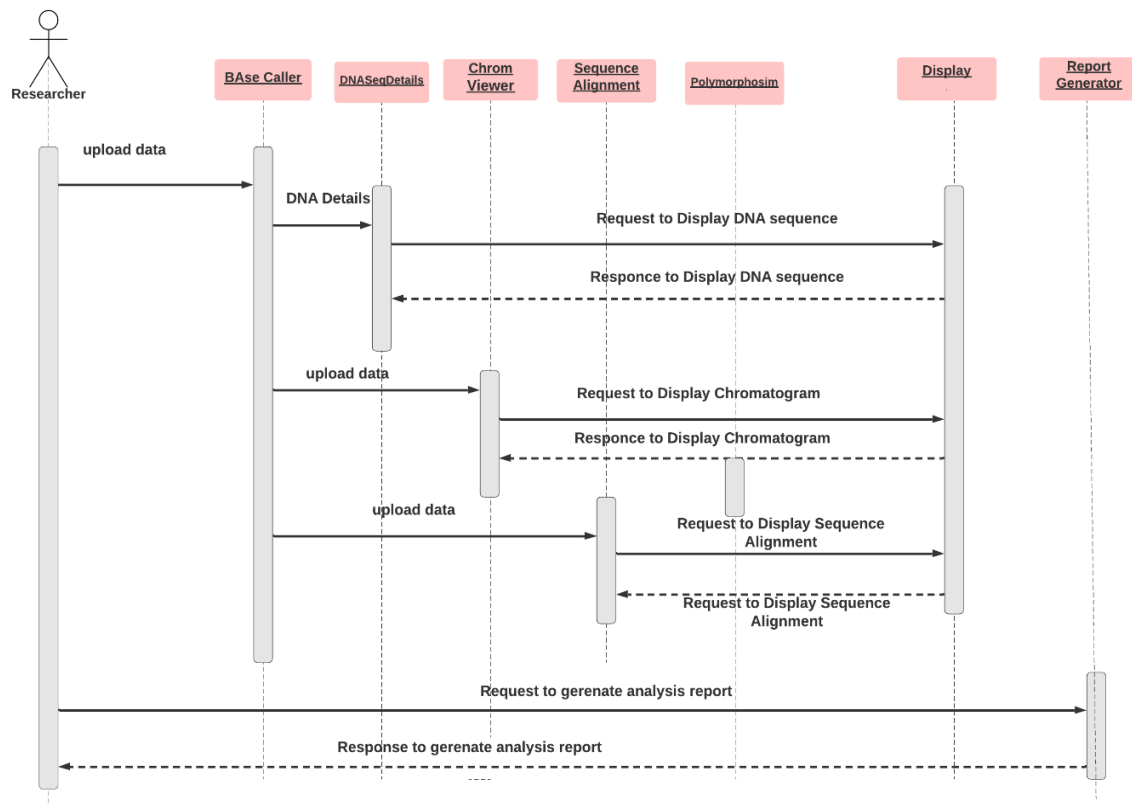 Researcher
BAse Caller
DNASeqDetails
Chrom
Viewer
Sequence
Alignment
Polymorphosim
Display
Report
Generator
upload data
DNA Details
Request to Display DNA sequence
Responce to Display DNA sequence
upload data
Request to Display Chromatogram
Responce to Display Chromatogram
upload data
Request to Display Sequence
Alignment
Request to Display Sequence
Alignment
Request to gerenate analysis report
Response to gerenate analysis report